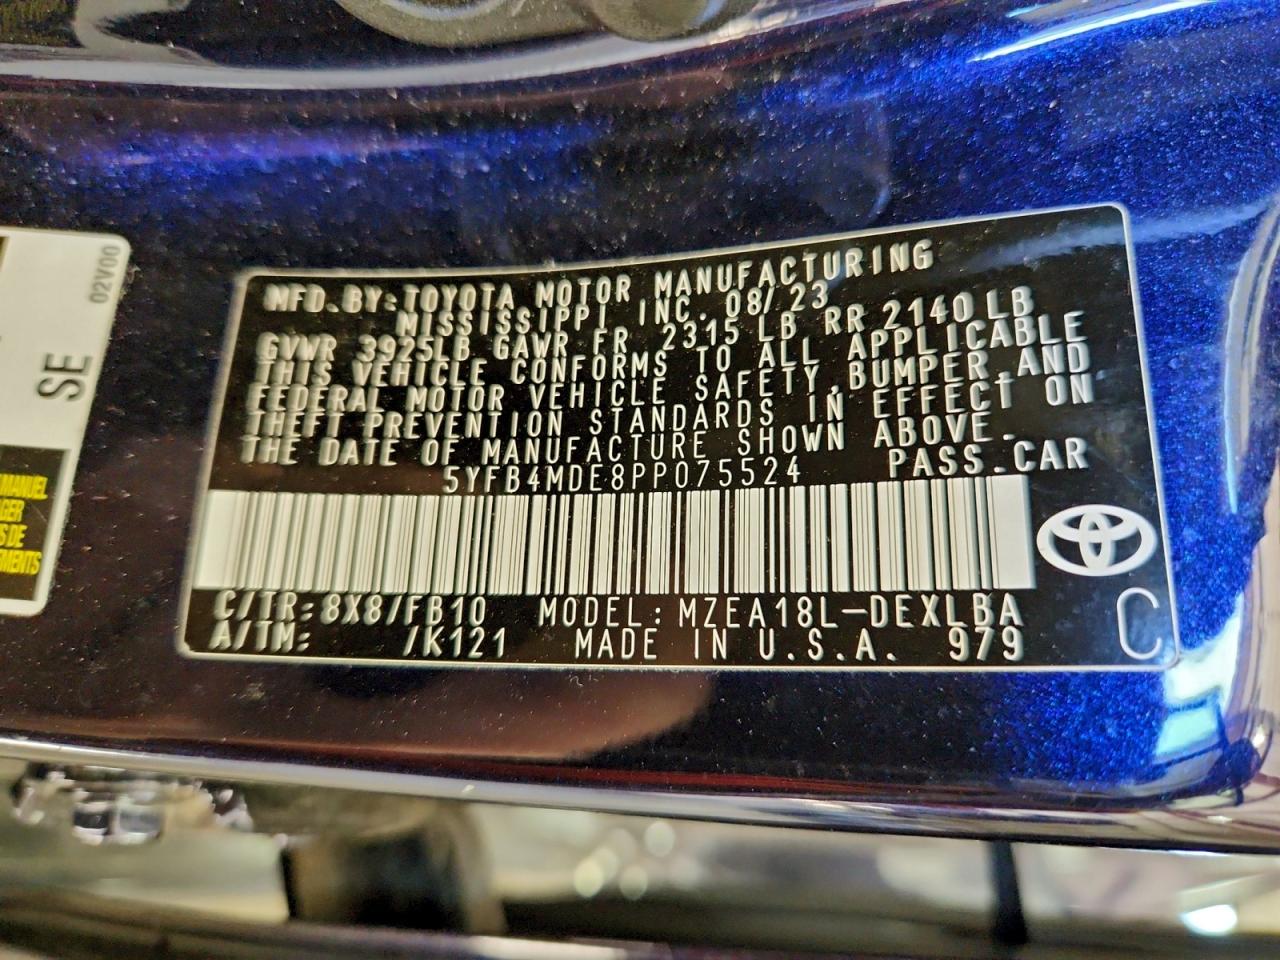 MFD.BY:TOYOTA MOTOR MANUFACTURING
MISSISSIPPI INC. 08/23
GVWR 3925LB GAWR FR 2315 LB RR 2140LB
THIS VEHICLE CONFORMS TO ALL APPLICABLE
FEDERAL MOTOR VEHICLE SAFETY,BUMPER,AND
THEFT PREVENTION STANDARDS IN EFFECT ON
THE DATE OF MANUFACTURE SHOWN ABOVE.
5YFB4MDE8PP075524 PASS.CAR
C/TR:8X8/FB10 MODEL:MZEA18L-DEXLBA
A/TM: /K121 MADE IN U.S.A. 979
C
02V00
SE
MANUEL